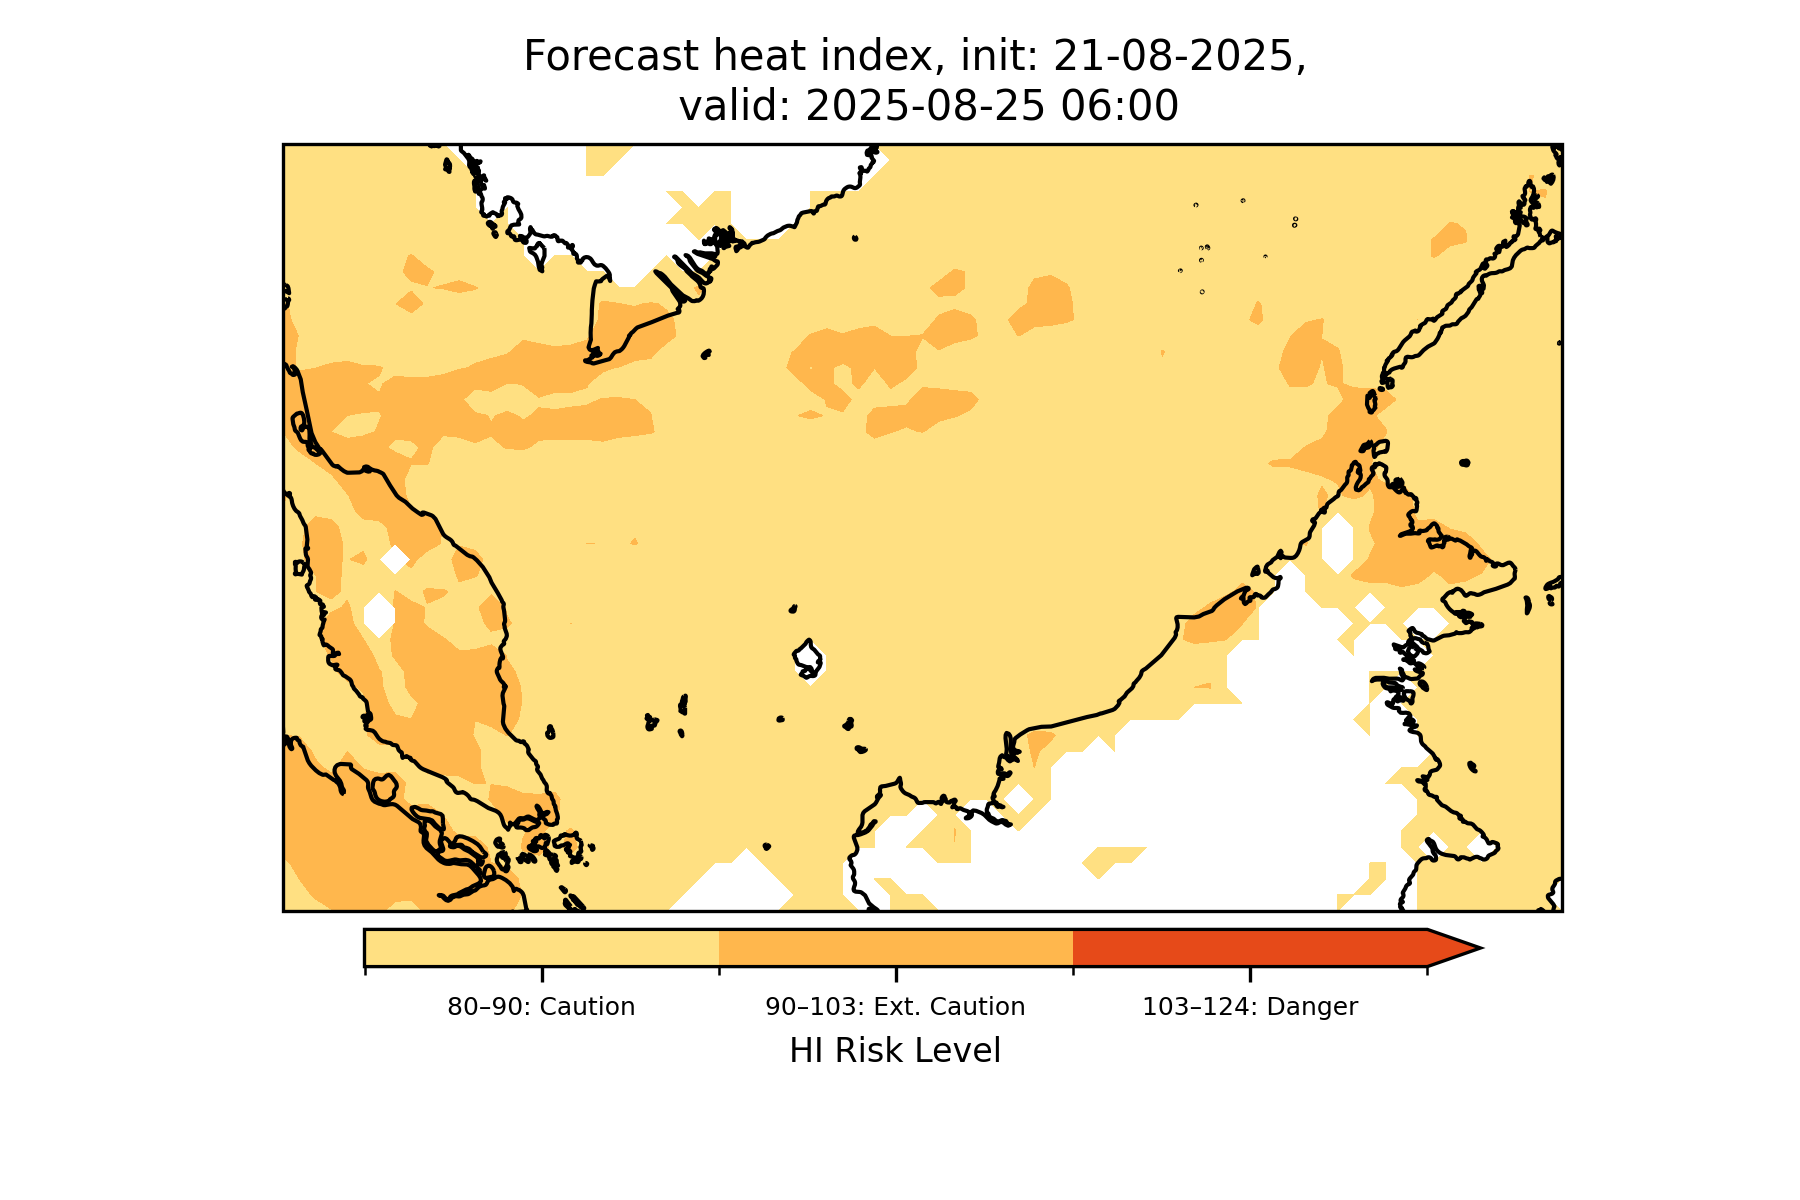 Forecast heat index, init: 21-08-2025,
valid: 2025-08-25 06:00
80–90: Caution
90–103: Ext. Caution
103–124: Danger
HI Risk Level